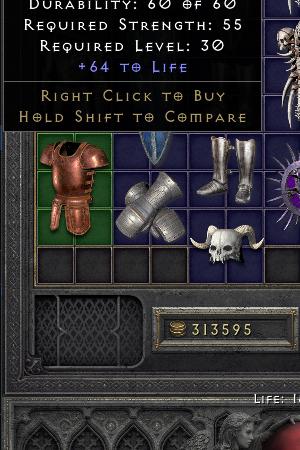 Durability: 60 of 60
Required Strength: 55
Required Level: 30
+64 to Life
Right Click to Buy
Hold Shift to Compare
313595
Life: